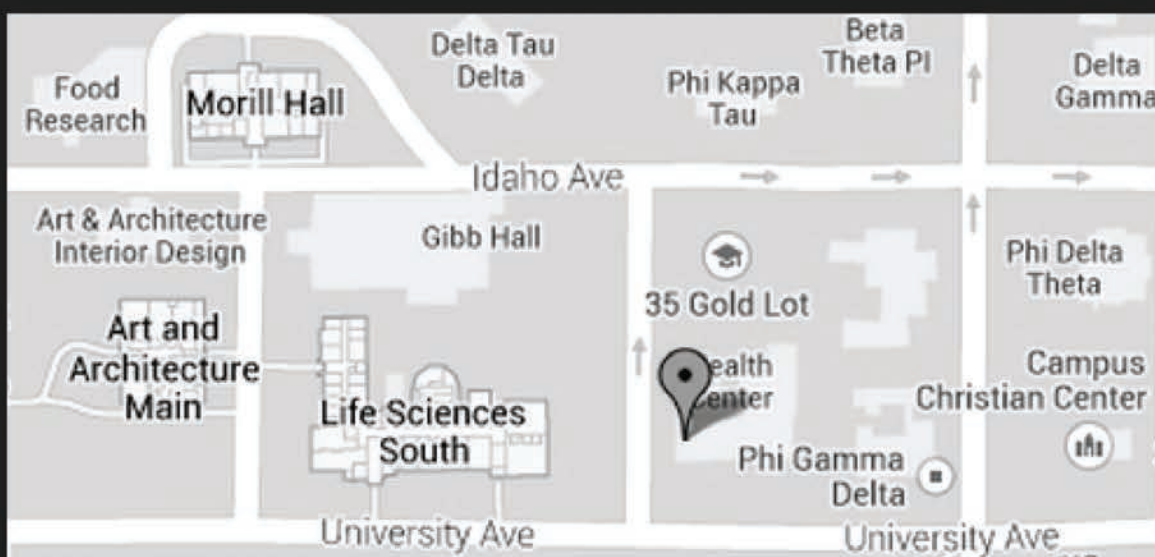 Delta Tau
Delta
Beta
Theta PI
Food
Research
Morill Hall
Phi Kappa
Tau
Delta
Gamma
Idaho Ave
Art & Architecture
Interior Design
Gibb Hall
Phi Delta
Theta
35 Gold Lot
Art and
Architecture
Main
ealth
enter
Campus
Christian Center
Life Sciences
South
Phi Gamma
Delta
University Ave
University Ave